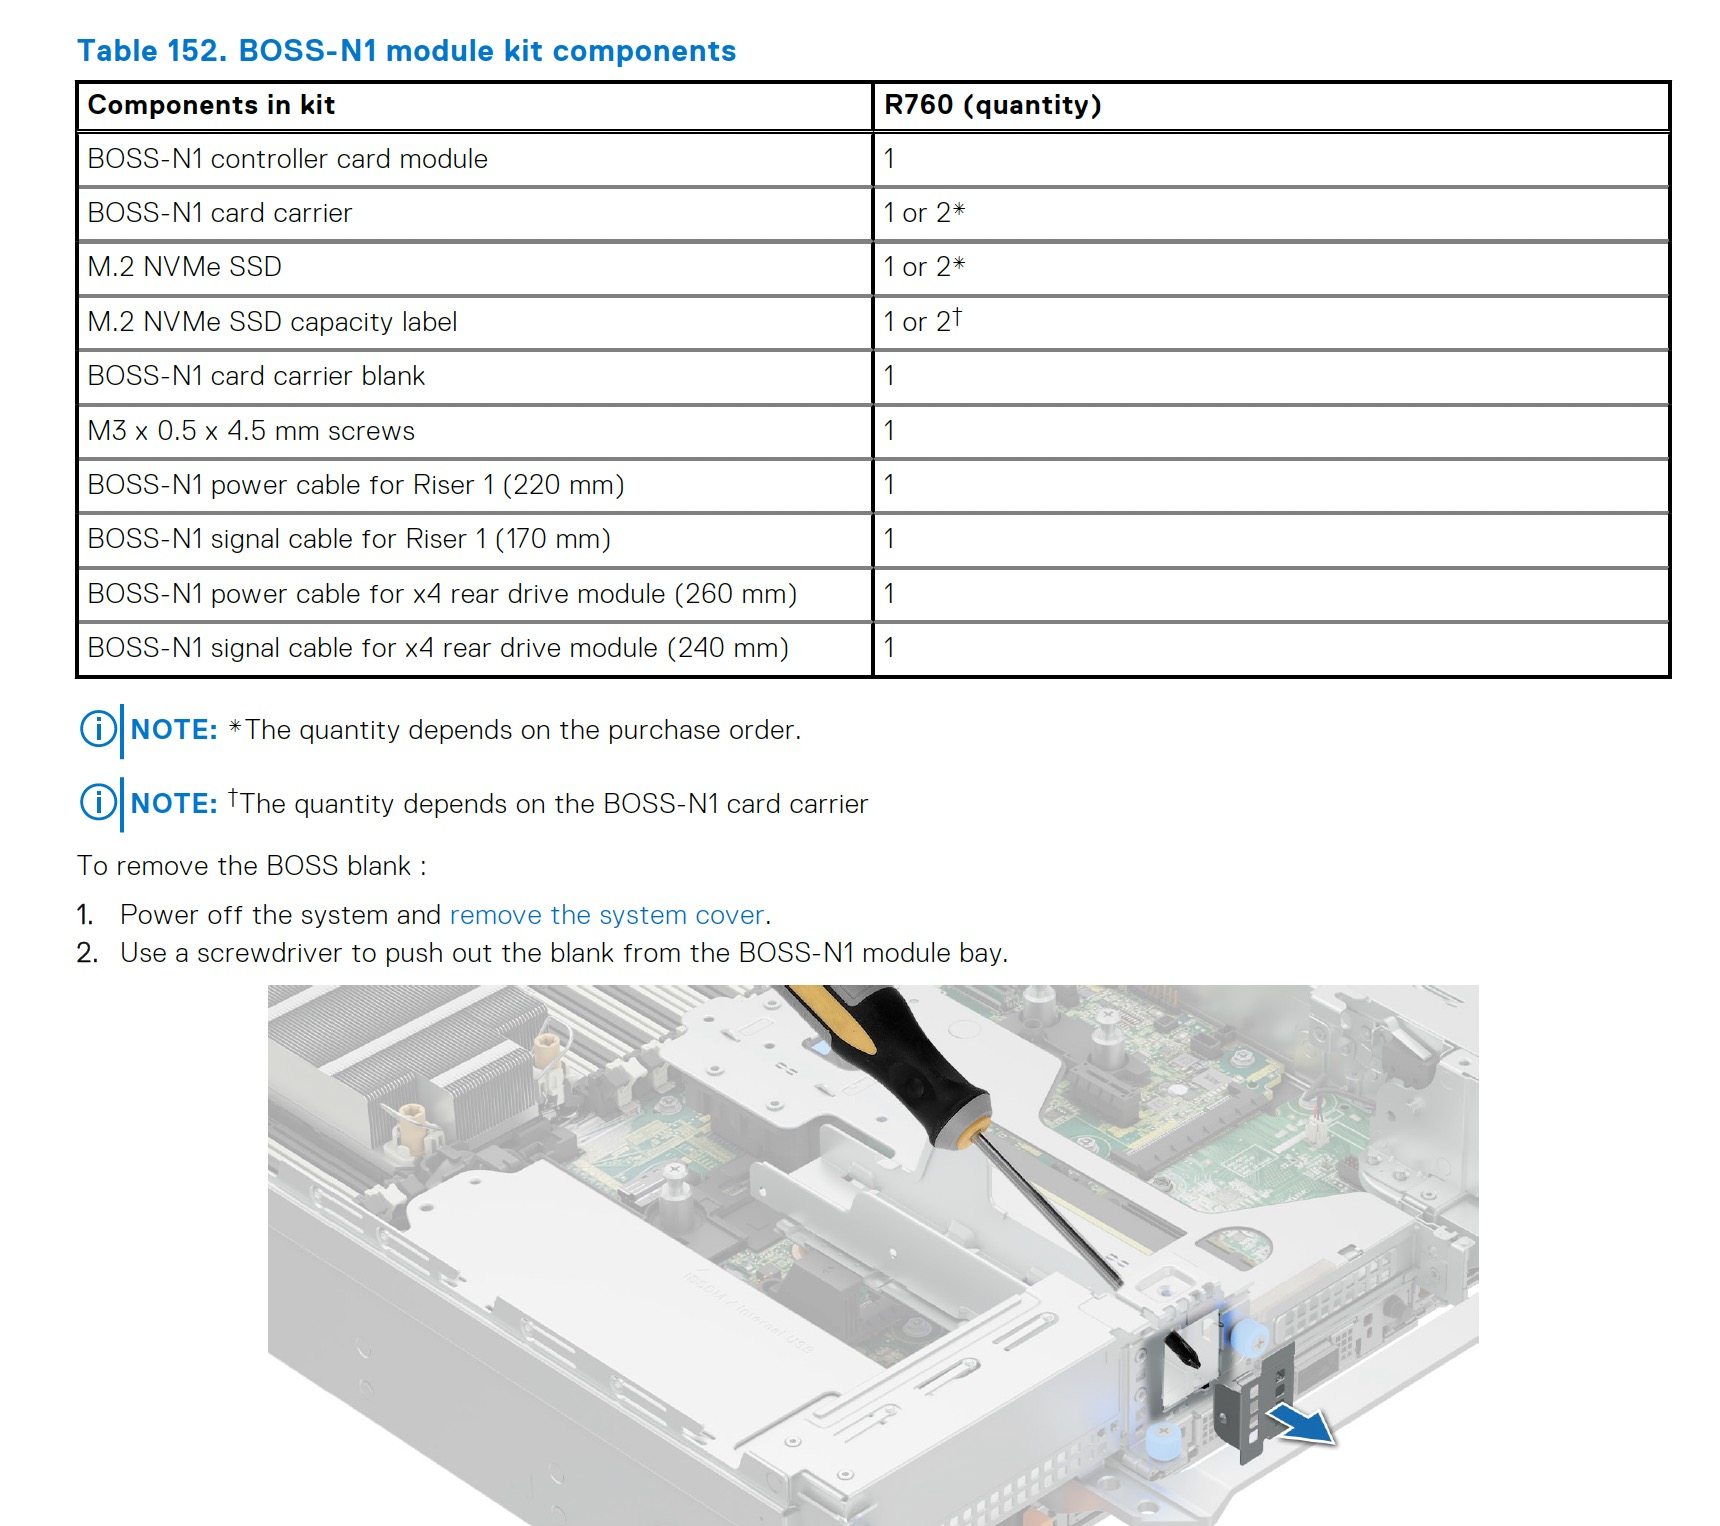 Table 152. BOSS-N1 module kit components
Components in kit R760 (quantity)
BOSS-N1 controller card module 1
BOSS-N1 card carrier 1 or 2*
M.2 NVMe SSD 1 or 2*
M.2 NVMe SSD capacity label 1 or 2†
BOSS-N1 card carrier blank 1
M3 x 0.5 x 4.5 mm screws 1
BOSS-N1 power cable for Riser 1 (220 mm) 1
BOSS-N1 signal cable for Riser 1 (170 mm) 1
BOSS-N1 power cable for x4 rear drive module (260 mm) 1
BOSS-N1 signal cable for x4 rear drive module (240 mm) 1
NOTE: *The quantity depends on the purchase order.
NOTE: †The quantity depends on the BOSS-N1 card carrier
To remove the BOSS blank :
1. Power off the system and remove the system cover.
2. Use a screwdriver to push out the blank from the BOSS-N1 module bay.